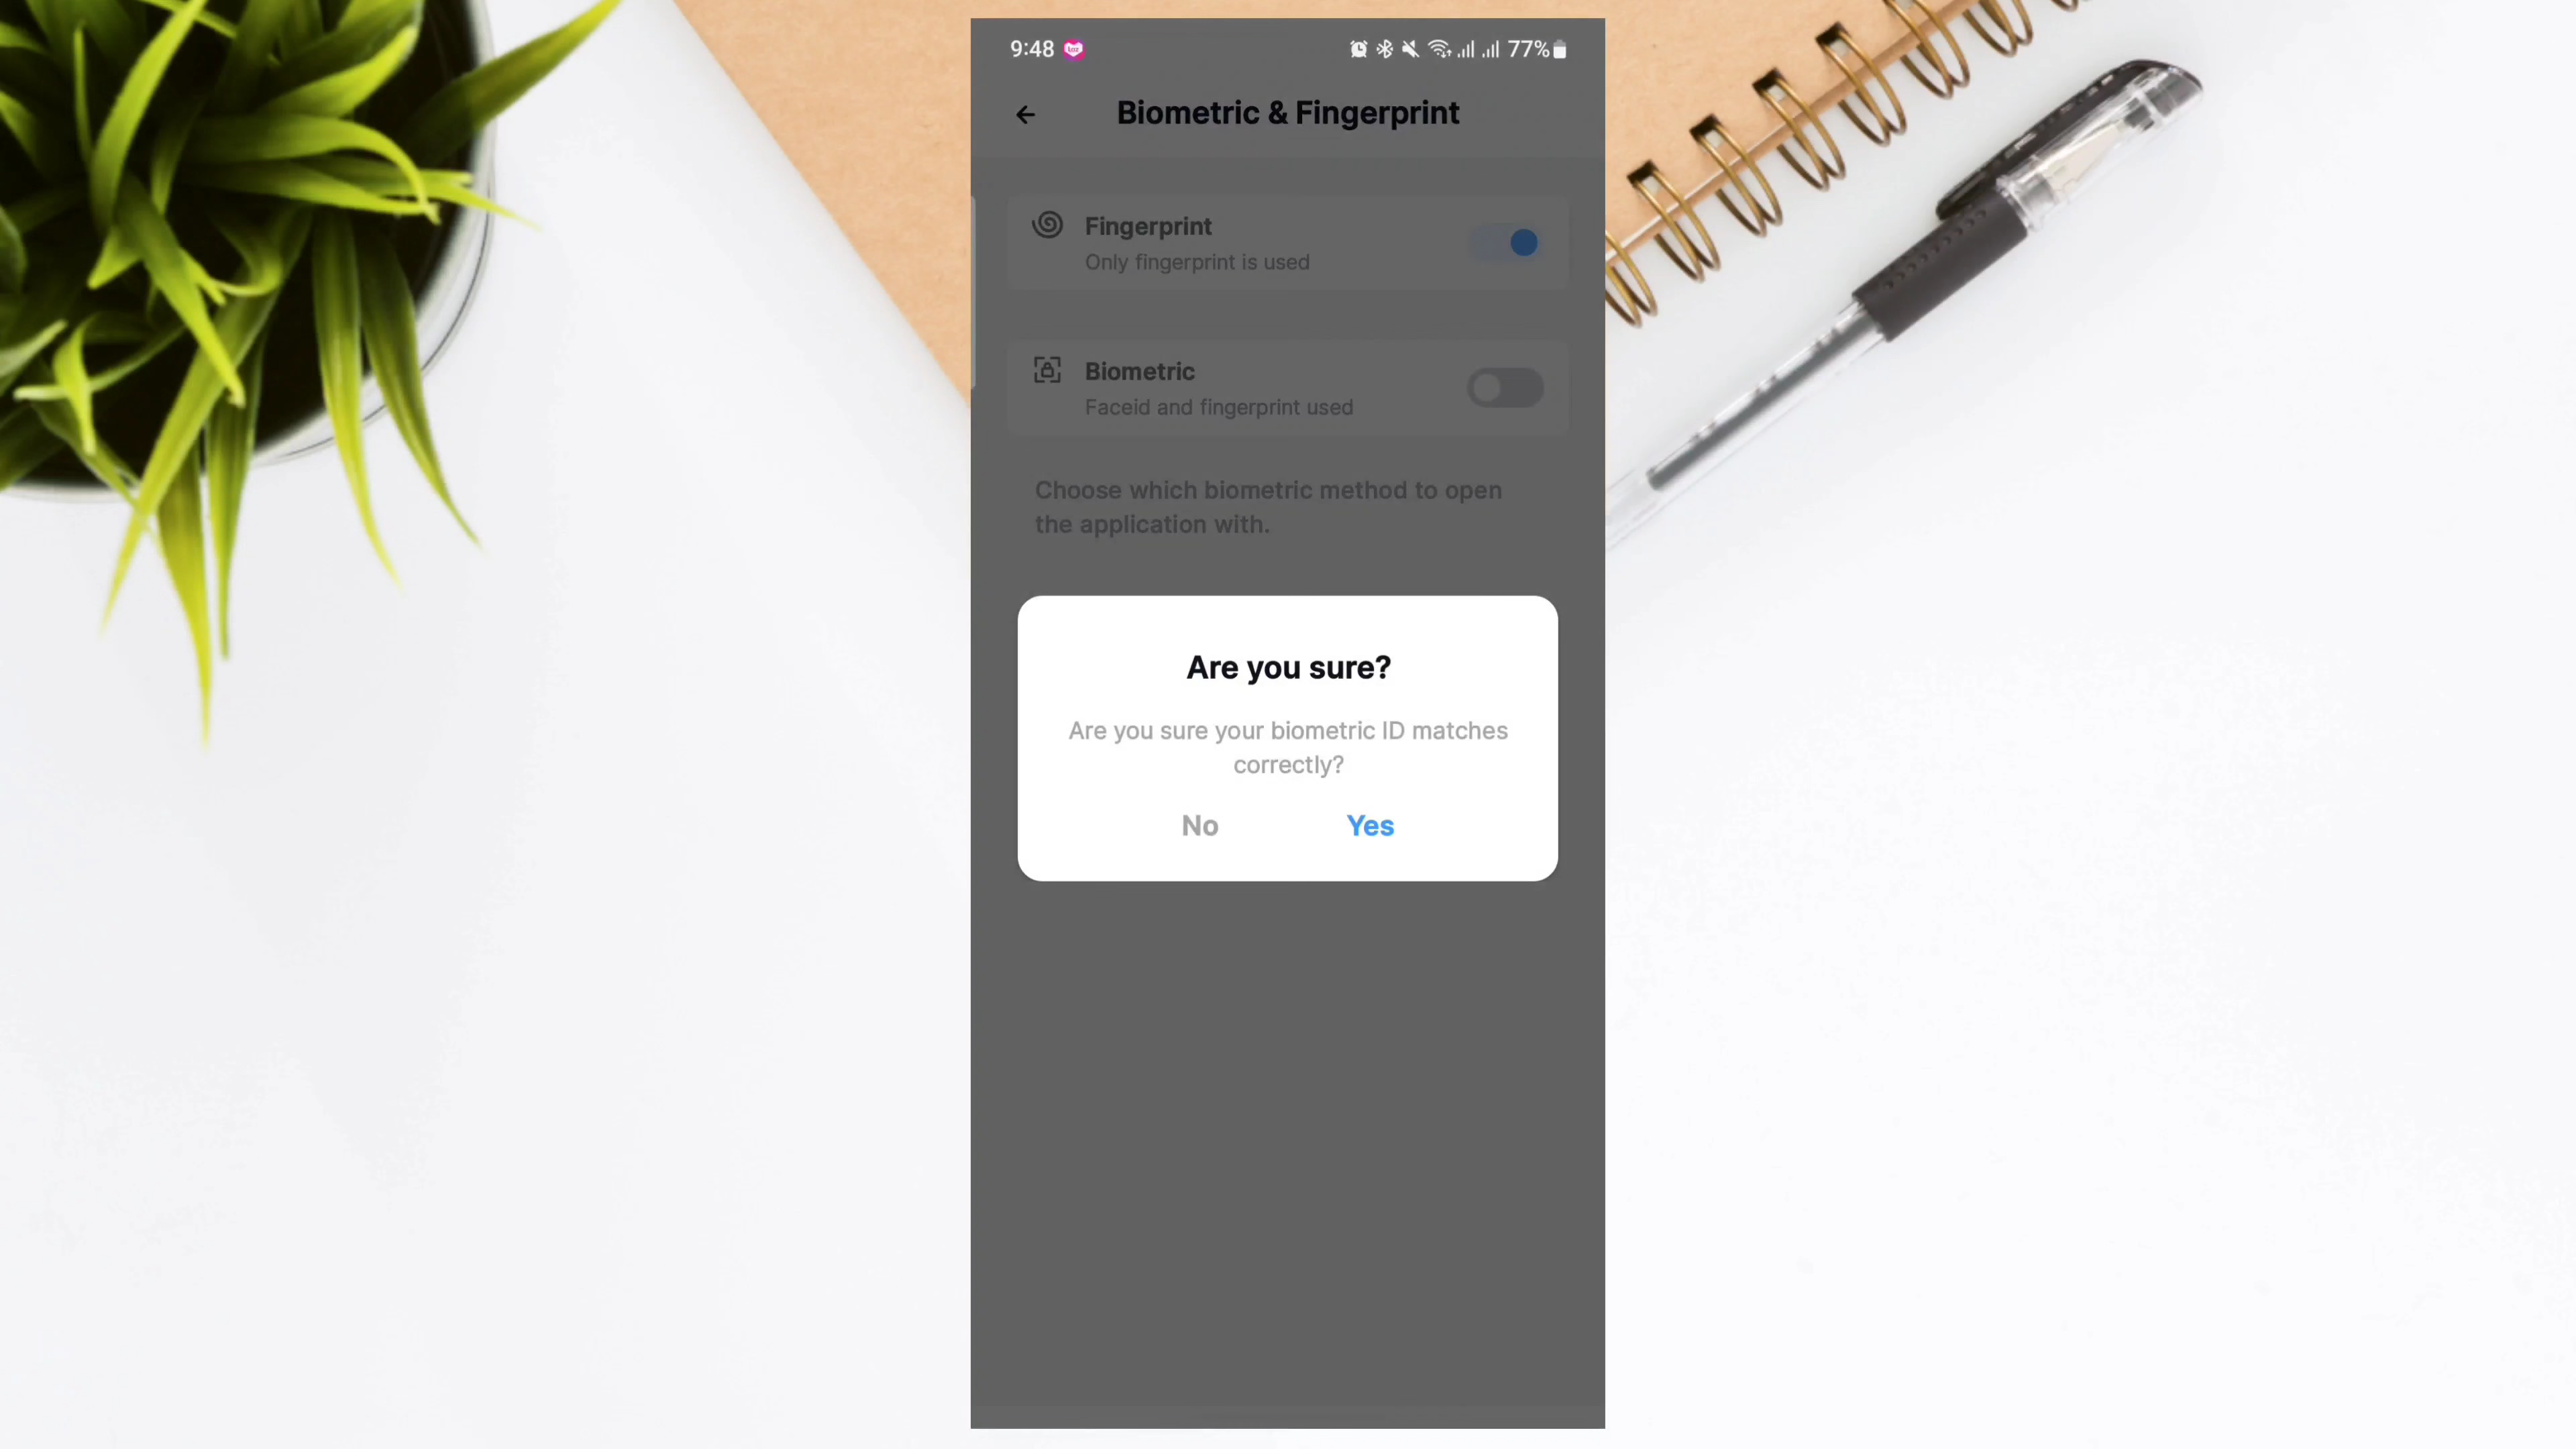 9:48 77%
Biometric & Fingerprint
Fingerprint
Only fingerprint is used
Biometric
Faceid and fingerprint used
Choose which biometric method to open
the application with.
Are you sure?
Are you sure your biometric ID matches
correctly?
No Yes